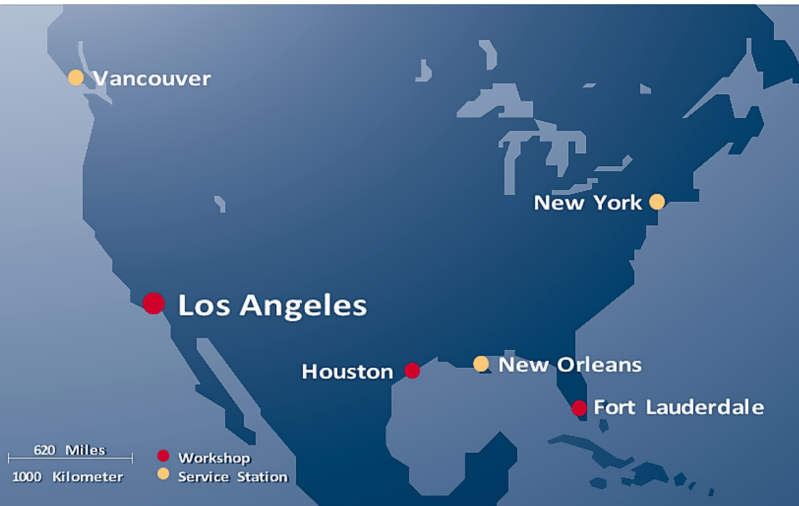 Vancouver
New York
Los Angeles
Houston
New Orleans
Fort Lauderdale
620 Miles
1000 Kilometer
Workshop
Service Station